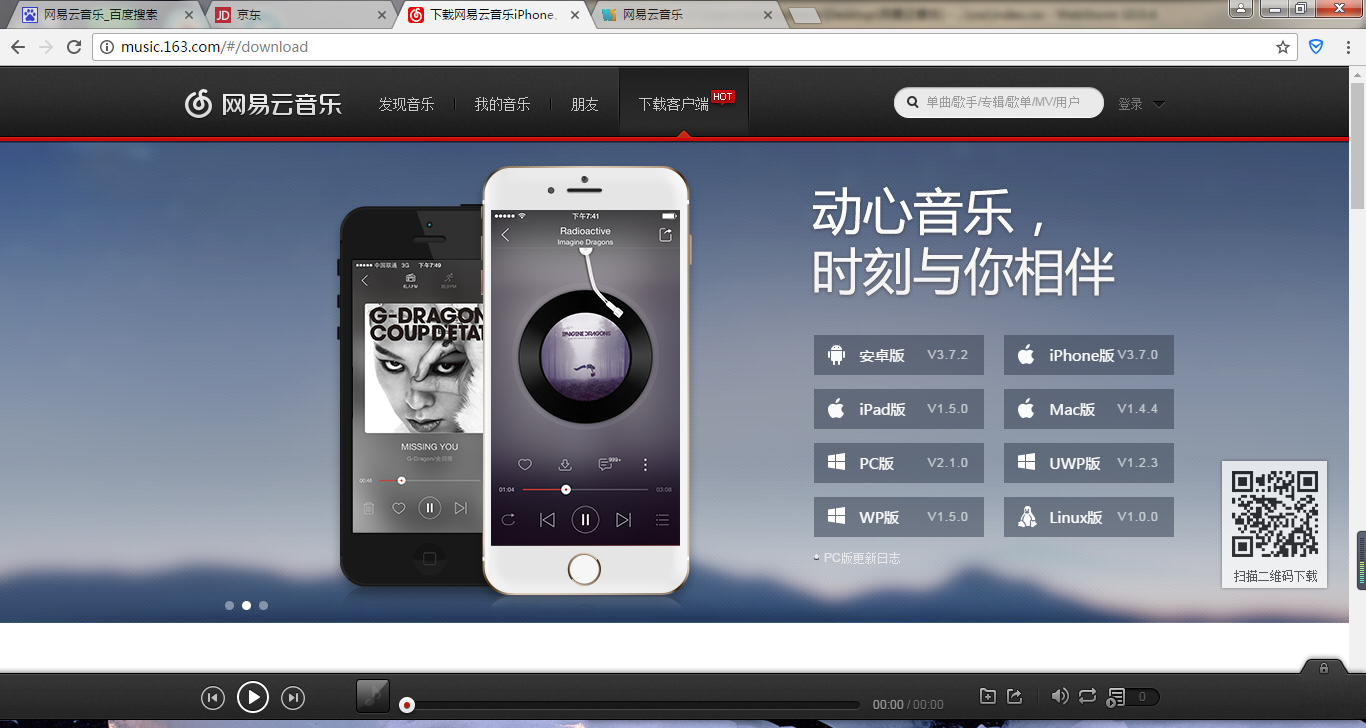 网易云音乐_百度搜索
京东
下载网易云音乐iPhone、
网易云音乐
music.163.com/#/download
网易云音乐
发现音乐
我的音乐
朋友
下载客户端
HOT
单曲/歌手/专辑/歌单/MV/用户
登录
动心音乐，
时刻与你相伴
下午7:41
Radioactive
Imagine Dragons
中国联通 3G 下午7:49
G-DRAGON
COUPDETAT
IMAGINE DRAGONS
MISSING YOU
G-Dragon/
00:46
999+
01:04
03:08
安卓版 V3.7.2
iPhone版 V3.7.0
iPad版 V1.5.0
Mac版 V1.4.4
PC版 V2.1.0
UWP版 V1.2.3
WP版 V1.5.0
Linux版 V1.0.0
PC版更新日志
扫描二维码下载
00:00 / 00:00
0